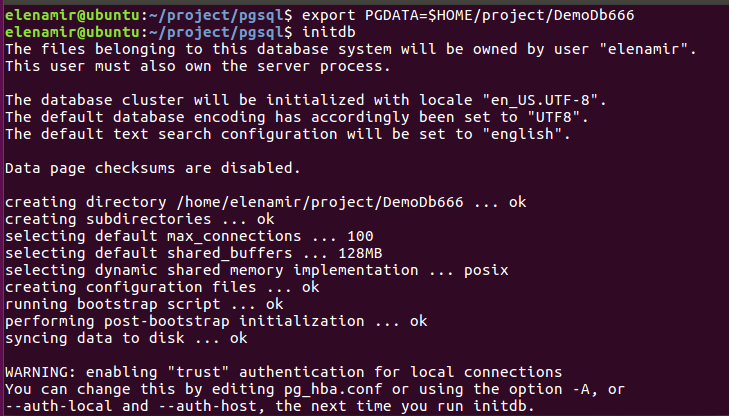 elenamir@ubuntu:~/project/pgsql$ export PGDATA=$HOME/project/DemoDb666
elenamir@ubuntu:~/project/pgsql$ initdb
The files belonging to this database system will be owned by user "elenamir".
This user must also own the server process.
The database cluster will be initialized with locale "en_US.UTF-8".
The default database encoding has accordingly been set to "UTF8".
The default text search configuration will be set to "english".
Data page checksums are disabled.
creating directory /home/elenamir/project/DemoDb666 ... ok
creating subdirectories ... ok
selecting default max_connections ... 100
selecting default shared_buffers ... 128MB
selecting dynamic shared memory implementation ... posix
creating configuration files ... ok
running bootstrap script ... ok
performing post-bootstrap initialization ... ok
syncing data to disk ... ok
WARNING: enabling "trust" authentication for local connections
You can change this by editing pg_hba.conf or using the option -A, or
--auth-local and --auth-host, the next time you run initdb.